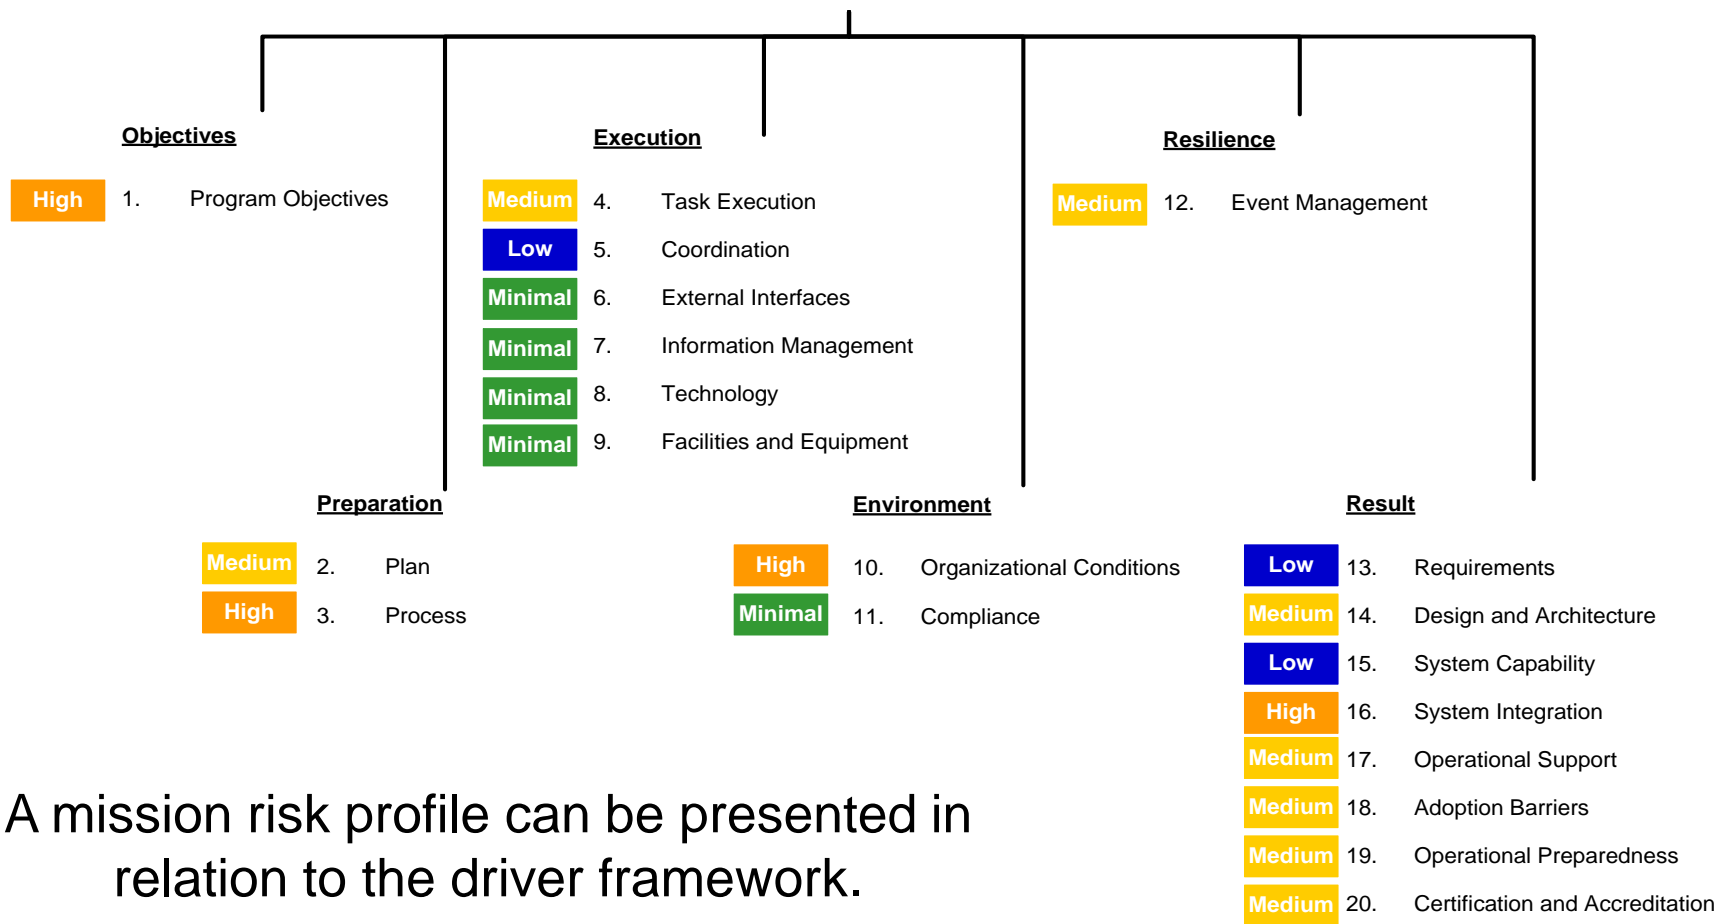 Objectives
High 1. Program Objectives
Execution
Medium 4. Task Execution
Low 5. Coordination
Minimal 6. External Interfaces
Minimal 7. Information Management
Minimal 8. Technology
Minimal 9. Facilities and Equipment
Resilience
Medium 12. Event Management
Preparation
Medium 2. Plan
High 3. Process
Environment
High 10. Organizational Conditions
Minimal 11. Compliance
Result
Low 13. Requirements
Medium 14. Design and Architecture
Low 15. System Capability
High 16. System Integration
Medium 17. Operational Support
Medium 18. Adoption Barriers
Medium 19. Operational Preparedness
Medium 20. Certification and Accreditation
A mission risk profile can be presented in
relation to the driver framework.